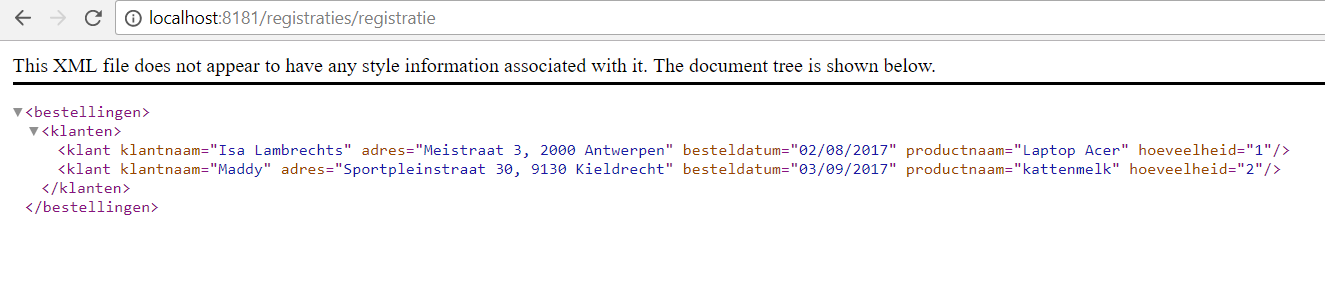 localhost:8181/registraties/registratie
This XML file does not appear to have any style information associated with it. The document tree is shown below.
<bestellingen>
<klanten>
<klant klantnaam="Isa Lambrechts" adres="Meistraat 3, 2000 Antwerpen" besteldatum="02/08/2017" productnaam="Laptop Acer" hoeveelheid="1"/>
<klant klantnaam="Maddy" adres="Sportpleinstraat 30, 9130 Kieldrecht" besteldatum="03/09/2017" productnaam="kattenmelk" hoeveelheid="2"/>
</klanten>
</bestellingen>